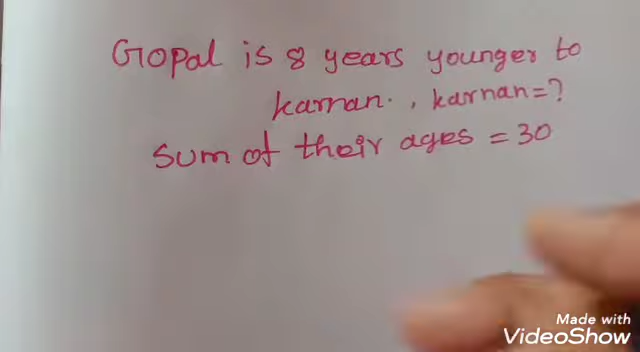 Gopal is 8 years younger to
karnan. , karnan=?
sum of their ages = 30
Made with
VideoShow